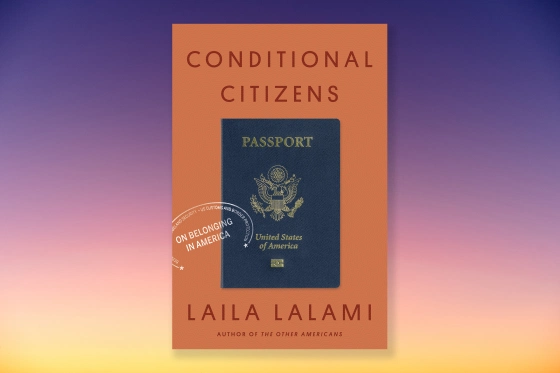 CONDITIONAL
CITIZENS
PASSPORT
United States
of America
ON BELONGING
IN AMERICA
LAILA LALAMI
AUTHOR OF THE OTHER AMERICANS